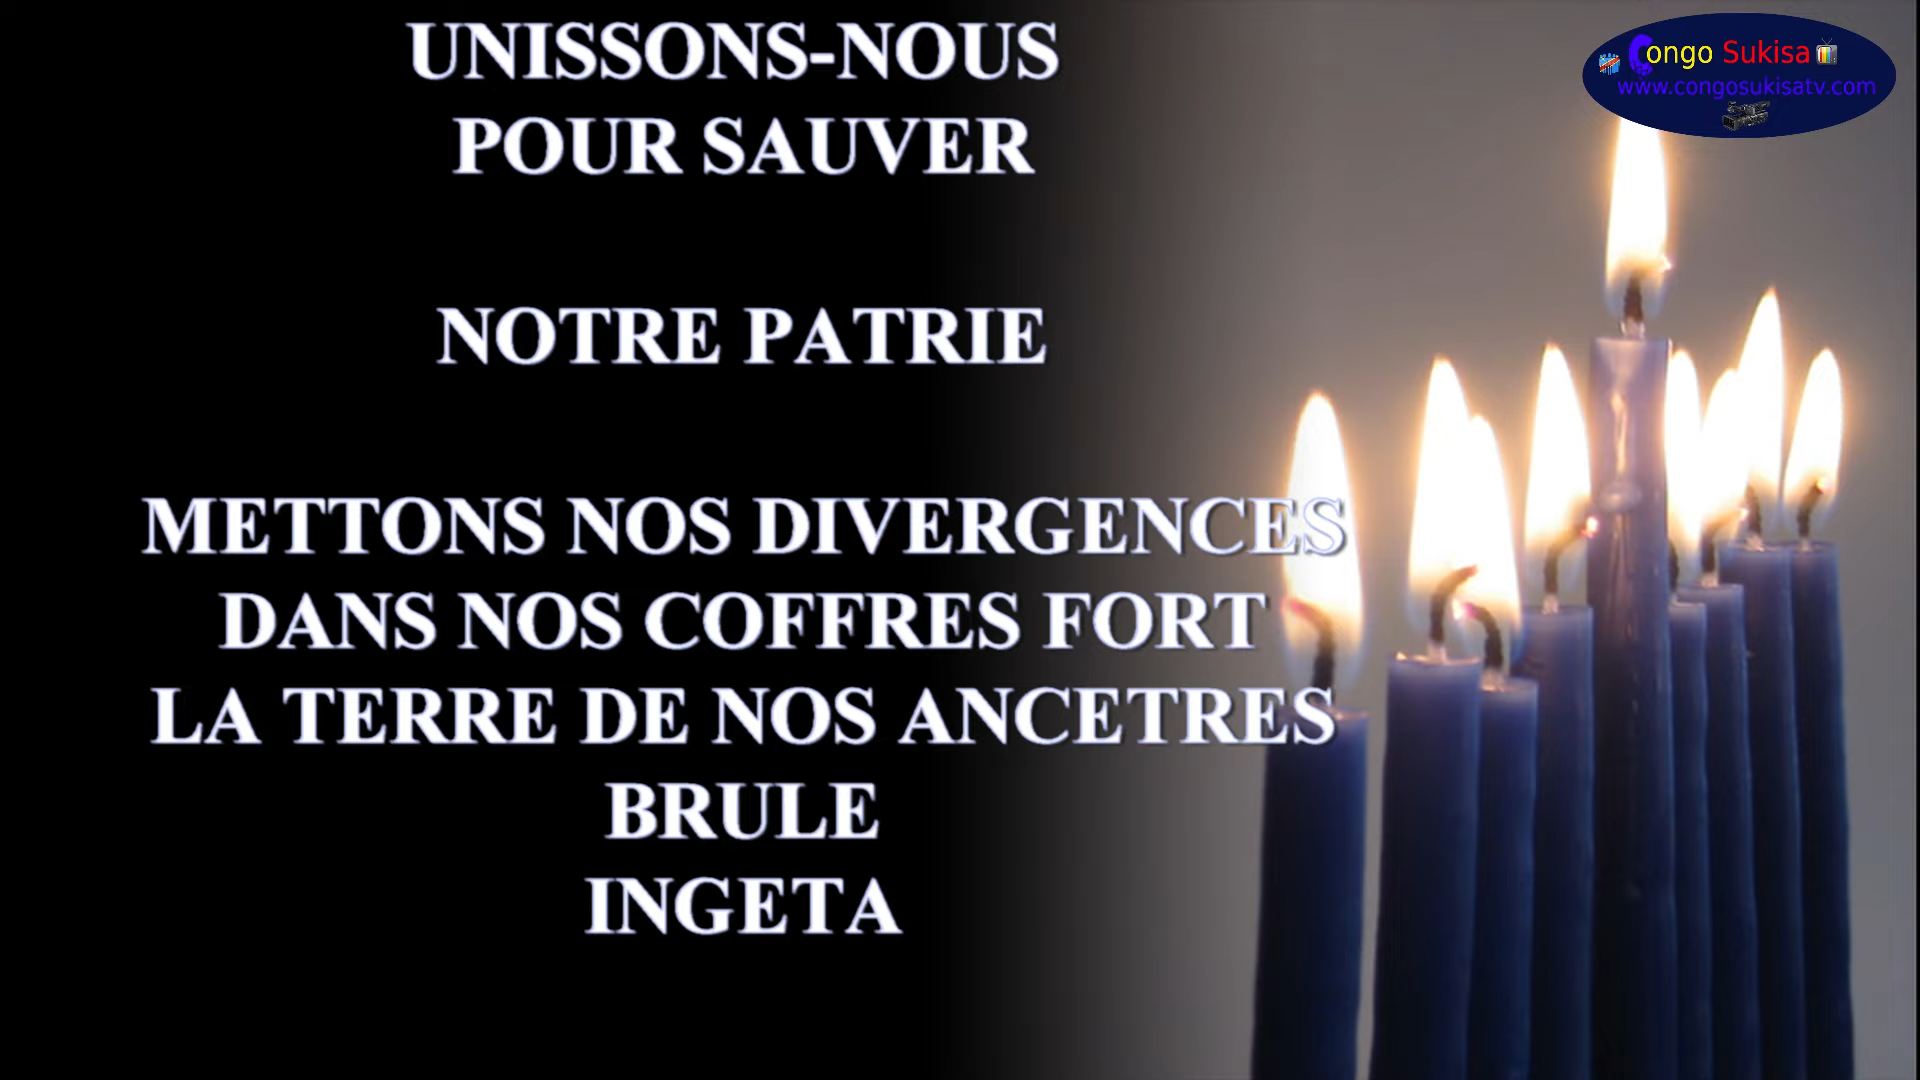 UNISSONS-NOUS
POUR SAUVER
NOTRE PATRIE
METTONS NOS DIVERGENCES
DANS NOS COFFRES FORT
LA TERRE DE NOS ANCETRES
BRULE
INGETA
Congo Sukisa
www.congosukisatv.com